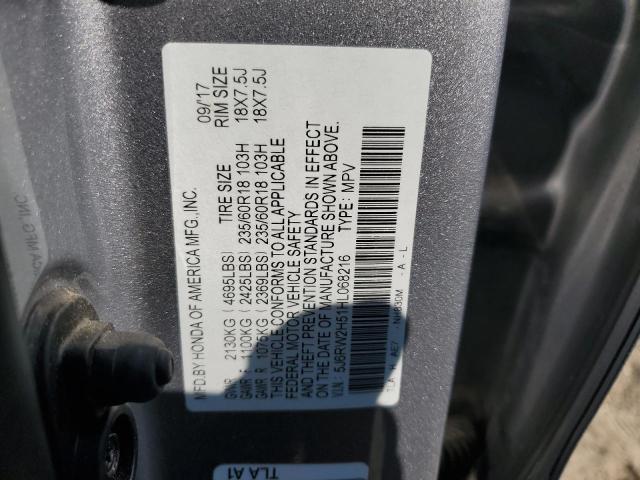 MFD.BY HONDA OF AMERICA MFG.,INC. 09/17
TIRE SIZE RIM SIZE
GVWR 2130KG ( 4695LBS)
GAWR F 1100KG ( 2425LBS) 235/60R18 103H 18X7.5J
GAWR R 1075KG ( 2369LBS) 235/60R18 103H 18X7.5J
THIS VEHICLE CONFORMS TO ALL APPLICABLE
FEDERAL MOTOR VEHICLE SAFETY
AND THEFT PREVENTION STANDARDS IN EFFECT
ON THE DATE OF MANUFACTURE SHOWN ABOVE.
V.I.N.: 5J6RW2H51HL068216 TYPE: MPV
- A - L
TLA A1